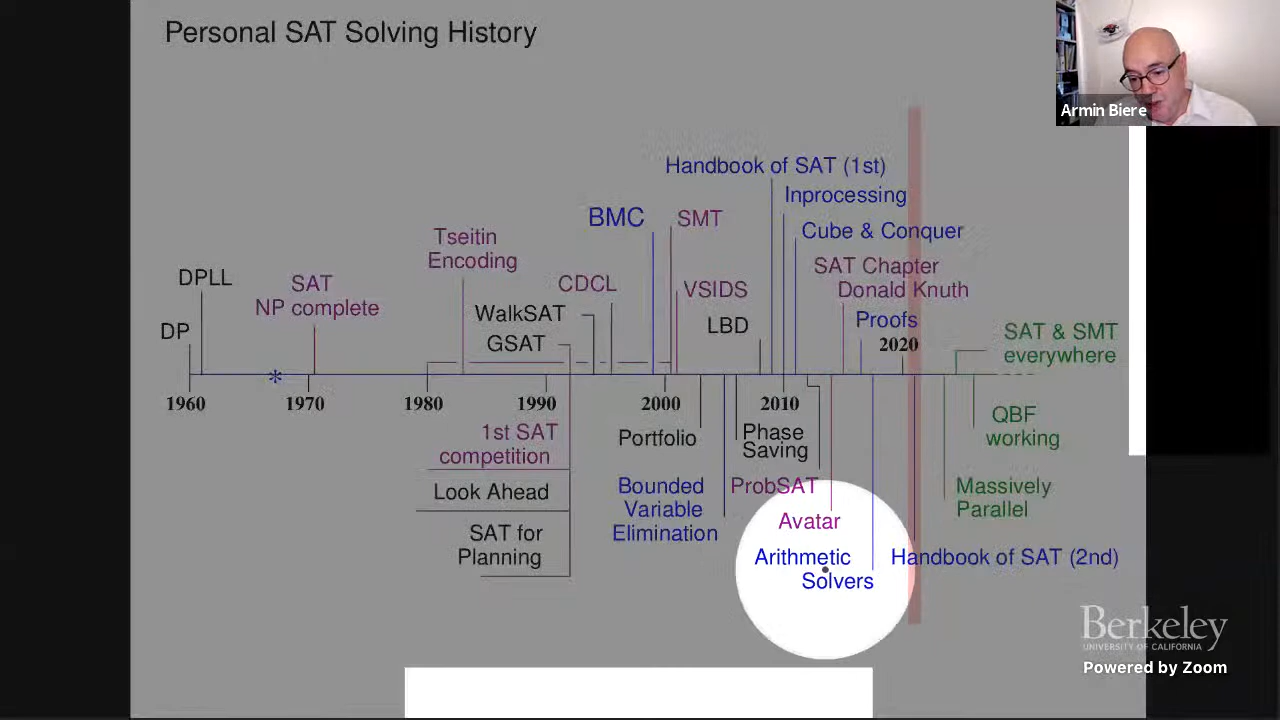 Personal SAT Solving History
Armin Biere
Handbook of SAT (1st)
Inprocessing
BMC
SMT
Cube & Conquer
Tseitin
Encoding
SAT Chapter
Donald Knuth
DPLL
SAT
NP complete
CDCL
VSIDS
WalkSAT
LBD
Proofs
DP
GSAT
2020
SAT & SMT
everywhere
*
1960
1970
1980
1990
2000
2010
1st SAT
competition
Portfolio
Phase
Saving
QBF
working
Look Ahead
Bounded
Variable
Elimination
ProbSAT
Massively
Parallel
Avatar
SAT for
Planning
Arithmetic
Solvers
Handbook of SAT (2nd)
Berkeley
UNIVERSITY OF CALIFORNIA
Powered by Zoom